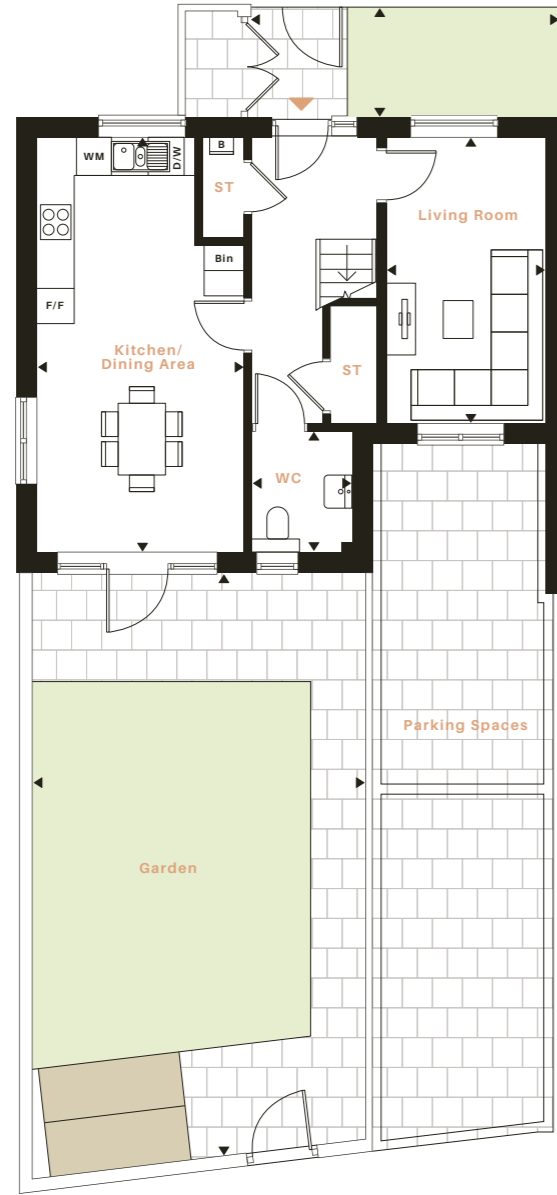 WM
D/W
B
ST
Living Room
Bin
F/F
Kitchen/
Dining Area
ST
WC
Parking Spaces
Garden